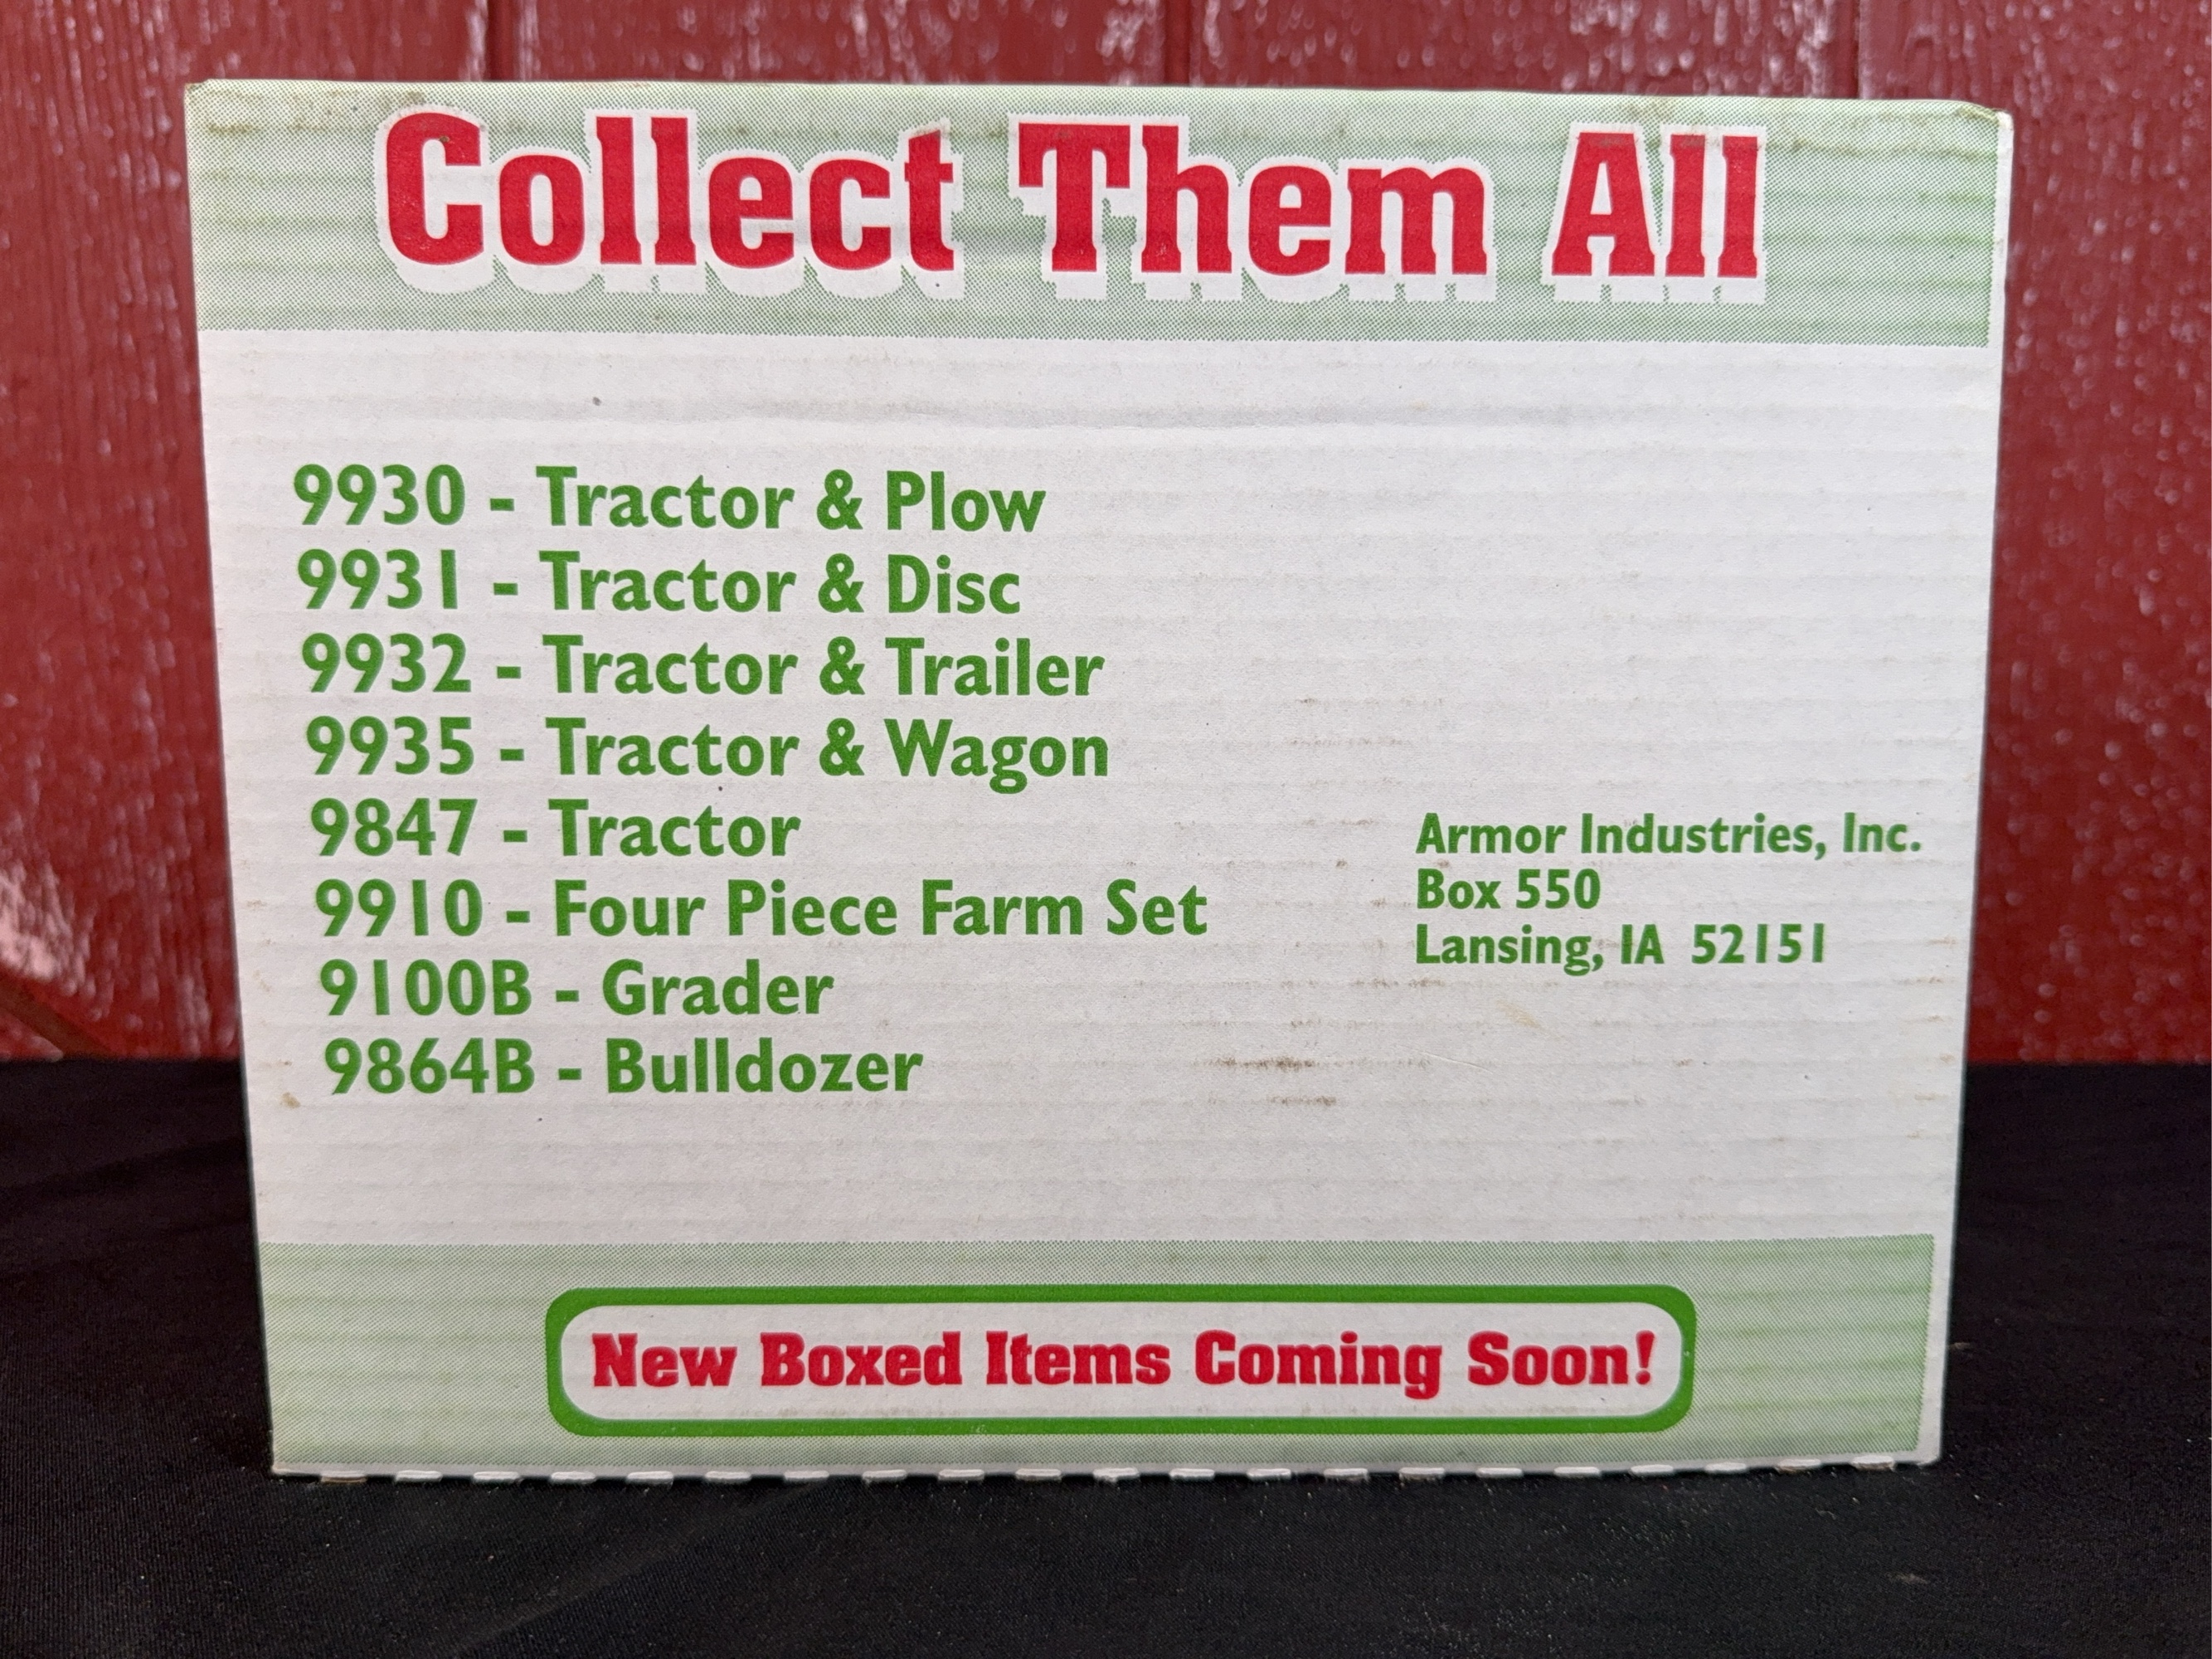 Collect Them All
9930 - Tractor & Plow
9931 - Tractor & Disc
9932 - Tractor & Trailer
9935 - Tractor & Wagon
9847 - Tractor
9910 - Four Piece Farm Set
9100B - Grader
9864B - Bulldozer
Armor Industries, Inc.
Box 550
Lansing, IA 52151
New Boxed Items Coming Soon!